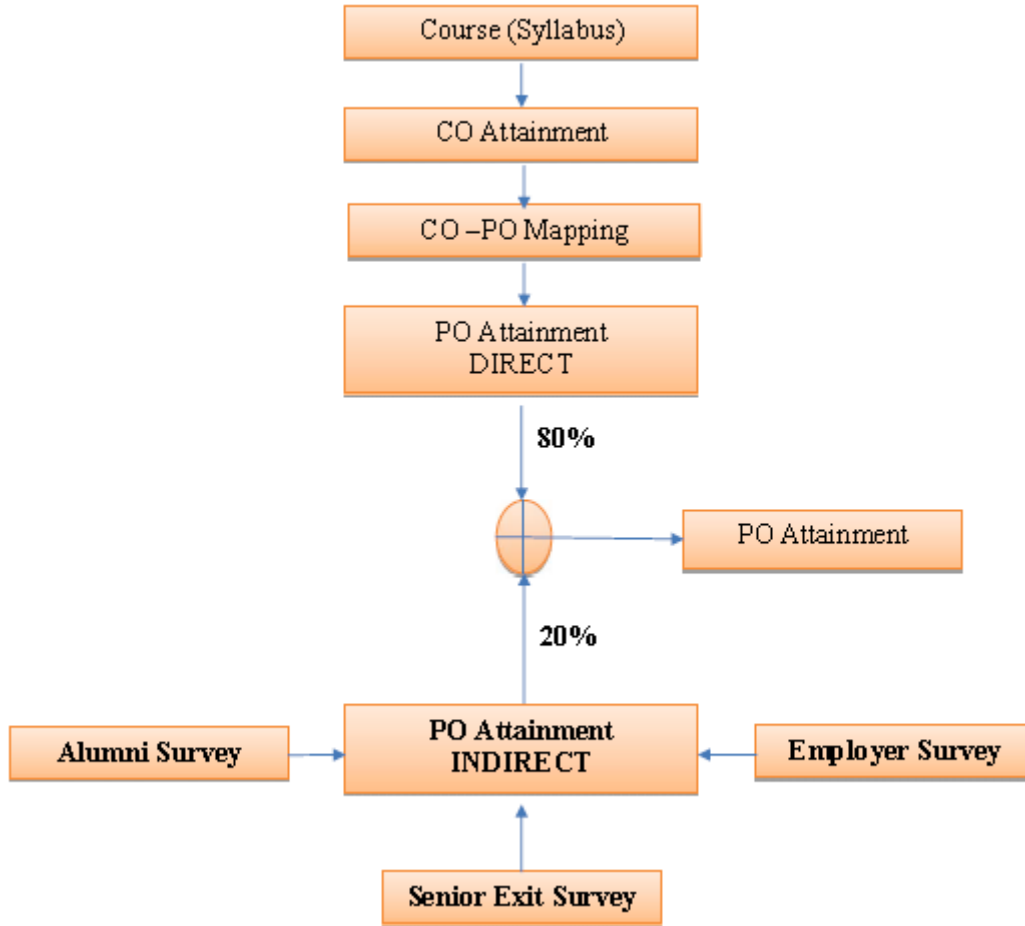 Course (Syllabus)
CO Attainment
CO –PO Mapping
PO Attainment
DIRECT
80%
PO Attainment
20%
Alumni Survey
PO Attainment
INDIRECT
Employer Survey
Senior Exit Survey